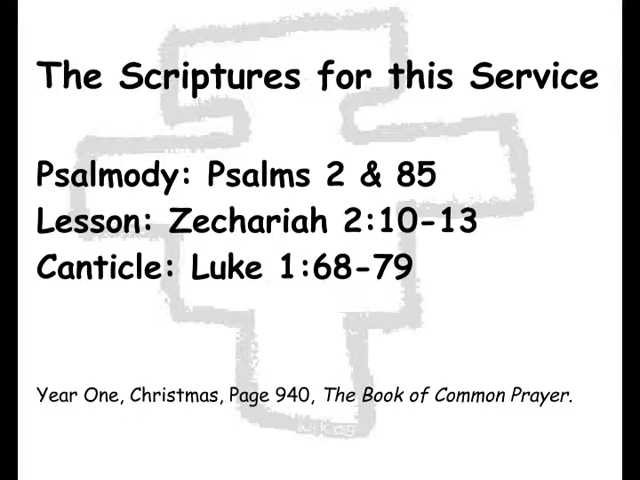 The Scriptures for this Service
Psalmody: Psalms 2 & 85
Lesson: Zechariah 2:10-13
Canticle: Luke 1:68-79
Year One, Christmas, Page 940, The Book of Common Prayer.